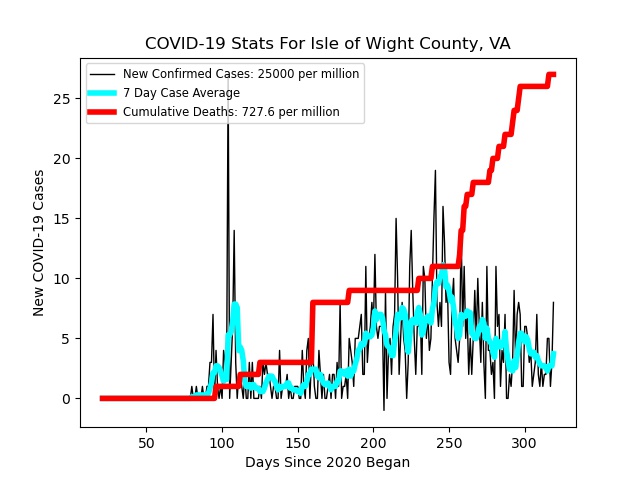 COVID-19 Stats For Isle of Wight County, VA
New Confirmed Cases: 25000 per million
7 Day Case Average
Cumulative Deaths: 727.6 per million
New COVID-19 Cases
25
20
15
10
5
0
50 100 150 200 250 300
Days Since 2020 Began